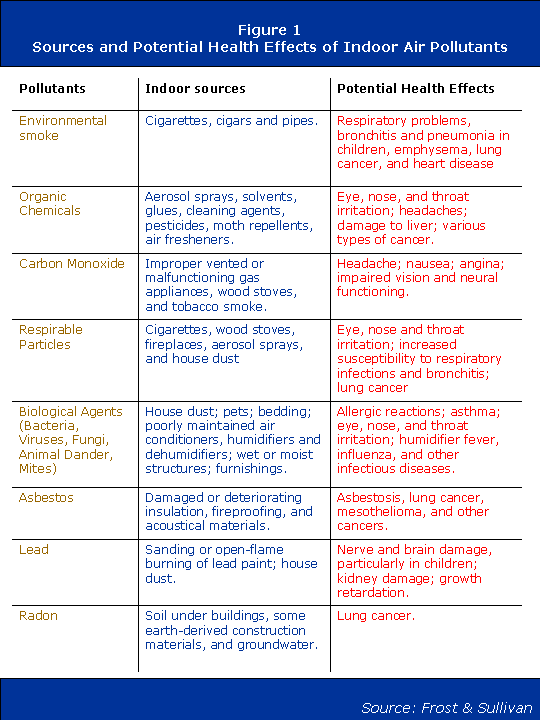 Figure 1
Sources and Potential Health Effects of Indoor Air Pollutants
Pollutants
Indoor sources
Potential Health Effects
Environmental
smoke
Cigarettes, cigars and pipes.
Respiratory problems,
bronchitis and pneumonia in
children, emphysema, lung
cancer, and heart disease
Organic
Chemicals
Aerosol sprays, solvents,
glues, cleaning agents,
pesticides, moth repellents,
air fresheners.
Eye, nose, and throat
irritation; headaches;
damage to liver; various
types of cancer.
Carbon Monoxide
Improper vented or
malfunctioning gas
appliances, wood stoves,
and tobacco smoke.
Headache; nausea; angina;
impaired vision and neural
functioning.
Respirable
Particles
Cigarettes, wood stoves,
fireplaces, aerosol sprays,
and house dust
Eye, nose and throat
irritation; increased
susceptibility to respiratory
infections and bronchitis;
lung cancer
Biological Agents
(Bacteria,
Viruses, Fungi,
Animal Dander,
Mites)
House dust; pets; bedding;
poorly maintained air
conditioners, humidifiers and
dehumidifiers; wet or moist
structures; furnishings.
Allergic reactions; asthma;
eye, nose, and throat
irritation; humidifier fever,
influenza, and other
infectious diseases.
Asbestos
Damaged or deteriorating
insulation, fireproofing, and
acoustical materials.
Asbestosis, lung cancer,
mesothelioma, and other
cancers.
Lead
Sanding or open-flame
burning of lead paint; house
dust.
Nerve and brain damage,
particularly in children;
kidney damage; growth
retardation.
Radon
Soil under buildings, some
earth-derived construction
materials, and groundwater.
Lung cancer.
Source: Frost & Sullivan